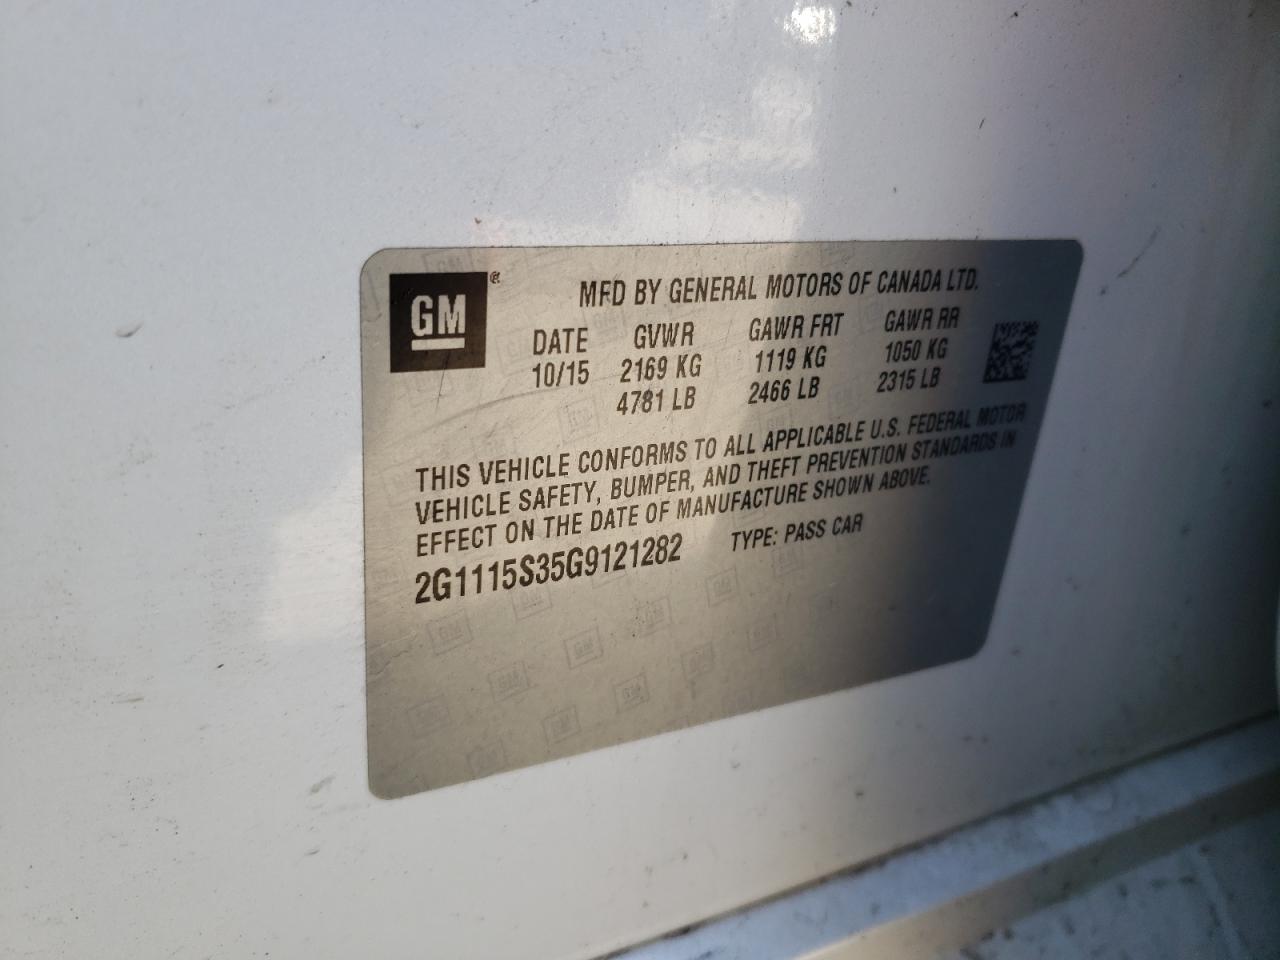 GM®
MFD BY GENERAL MOTORS OF CANADA LTD.
DATE GVWR GAWR FRT GAWR RR
10/15 2169 KG 1119 KG 1050 KG
4781 LB 2466 LB 2315 LB
THIS VEHICLE CONFORMS TO ALL APPLICABLE U.S. FEDERAL MOTOR
VEHICLE SAFETY, BUMPER, AND THEFT PREVENTION STANDARDS IN
EFFECT ON THE DATE OF MANUFACTURE SHOWN ABOVE.
2G1115S35G9121282 TYPE: PASS CAR